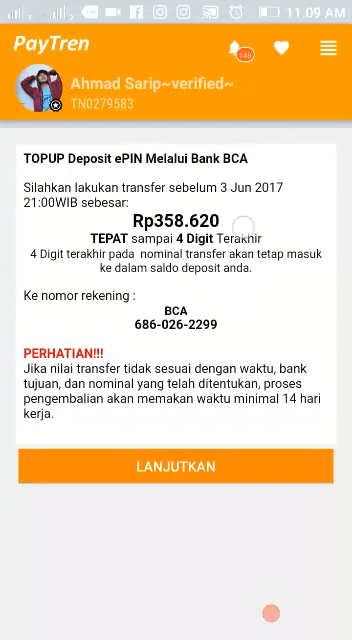 11.09 AM
PayTren
148
Ahmad Sarip~verified~
TN0279583
TOPUP Deposit ePIN Melalui Bank BCA
Silahkan lakukan transfer sebelum 3 Jun 2017
21:00WIB sebesar:
Rp358.620
TEPAT sampai 4 Digit Terakhir
4 Digit terakhir pada nominal transfer akan tetap masuk
ke dalam saldo deposit anda.
Ke nomor rekening :
BCA
686-026-2299
PERHATIAN!!!
Jika nilai transfer tidak sesuai dengan waktu, bank
tujuan, dan nominal yang telah ditentukan, proses
pengembalian akan memakan waktu minimal 14 hari
kerja.
LANJUTKAN